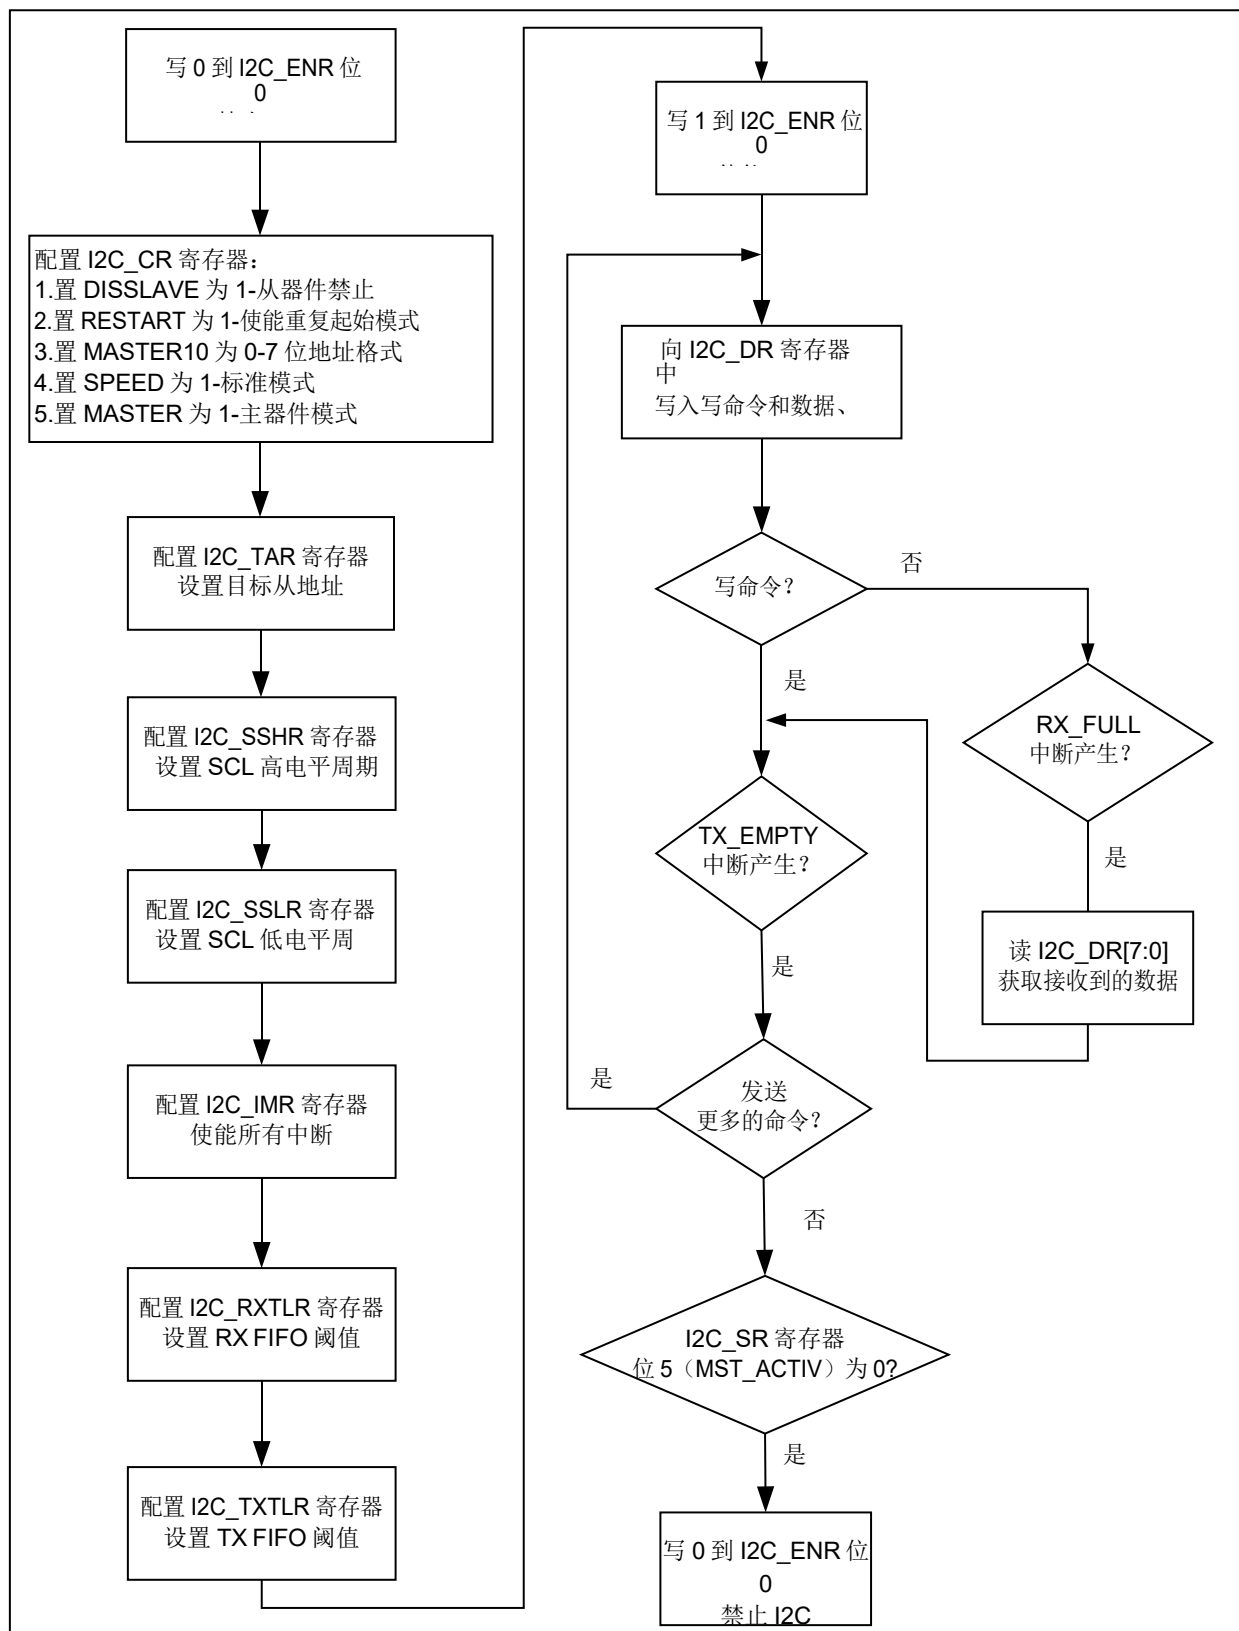 写 0 到 I2C_ENR 位
0
配置 I2C_CR 寄存器：
1.置 DISSLAVE 为 1-从器件禁止
2.置 RESTART 为 1-使能重复起始模式
3.置 MASTER10 为 0-7 位地址格式
4.置 SPEED 为 1-标准模式
5.置 MASTER 为 1-主器件模式
配置 I2C_TAR 寄存器
设置目标从地址
配置 I2C_SSHR 寄存器
设置 SCL 高电平周期
配置 I2C_SSLR 寄存器
设置 SCL 低电平周
配置 I2C_IMR 寄存器
使能所有中断
配置 I2C_RXTLR 寄存器
设置 RX FIFO 阈值
配置 I2C_TXTLR 寄存器
设置 TX FIFO 阈值
写 1 到 I2C_ENR 位
0
向 I2C_DR 寄存器
中
写入写命令和数据、
写命令？
否
是
RX_FULL
中断产生？
是
读 I2C_DR[7:0]
获取接收到的数据
TX_EMPTY
中断产生？
是
发送
更多的命令？
是
否
I2C_SR 寄存器
位 5（MST_ACTIV）为 0?
是
写 0 到 I2C_ENR 位
0
禁止 I2C